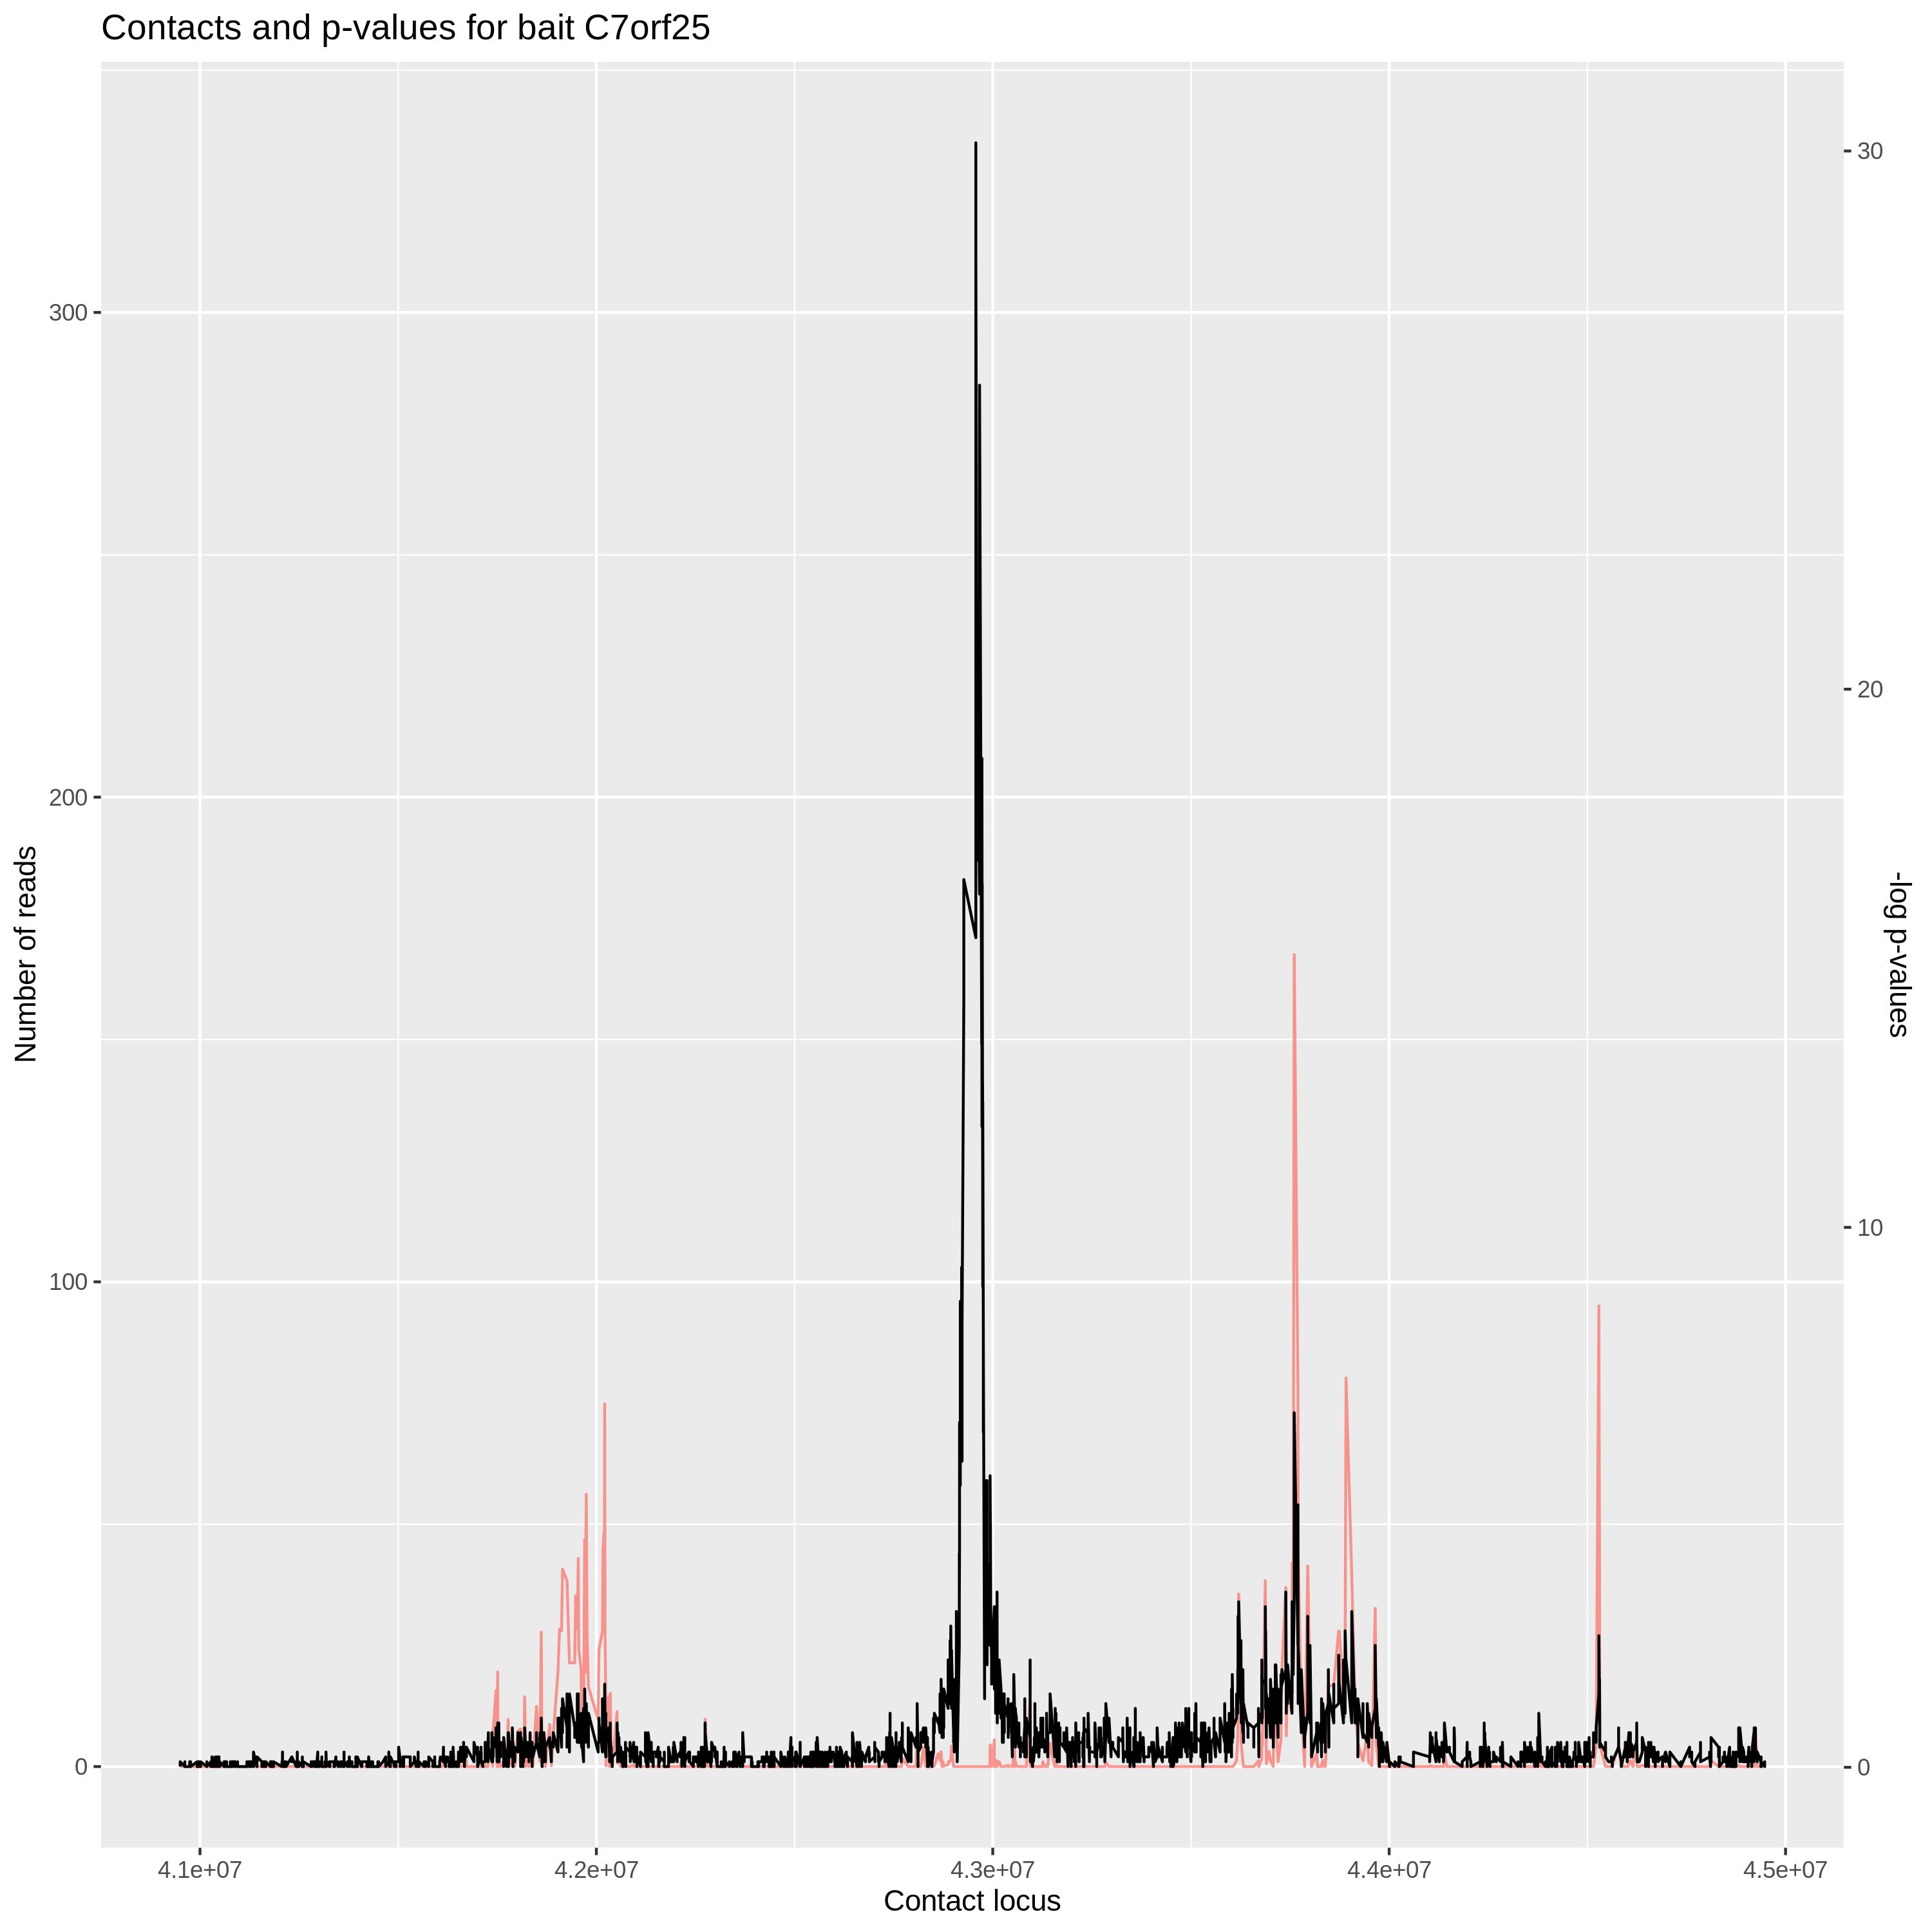 Contacts and p-values for bait C7orf25
Number of reads
300
200
100
0
30
20
10
0
-log p-values
4.1e+07
4.2e+07
4.3e+07
4.4e+07
4.5e+07
Contact locus